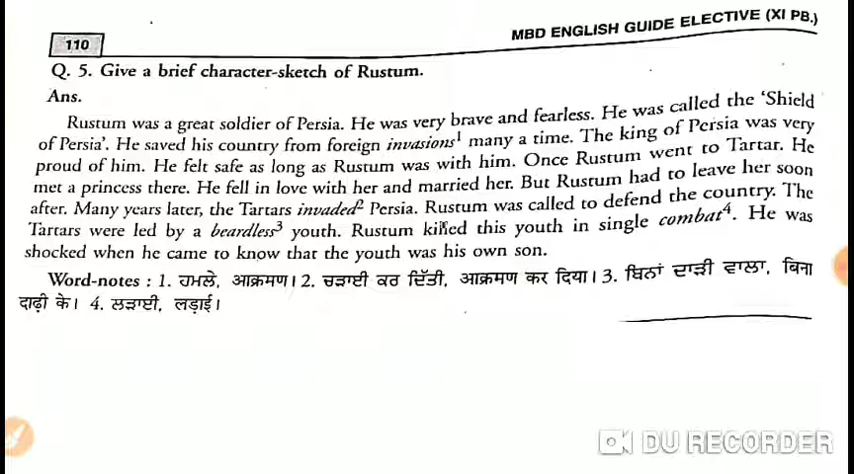 110
MBD ENGLISH GUIDE ELECTIVE (XI PB.)
Q. 5. Give a brief character-sketch of Rustum.
Ans.
Rustum was a great soldier of Persia. He was very brave and fearless. He was called the ‘Shield
of Persia’. He saved his country from foreign invasions¹ many a time. The king of Persia was very
proud of him. He felt safe as long as Rustum was with him. Once Rustum went to Tartar. He
met a princess there. He fell in love with her and married her. But Rustum had to leave her soon
after. Many years later, the Tartars invaded² Persia. Rustum was called to defend the country. The
Tartars were led by a beardless³ youth. Rustum killed this youth in single combat⁴. He was
shocked when he came to know that the youth was his own son.
Word-notes : 1. ਹਮਲੇ, आक्रमण। 2. ਚੜਾਈ ਕਰ ਦਿੱਤੀ, आक्रमण कर दिया। 3. ਬਿਨਾਂ ਦਾੜੀ ਵਾਲਾ, बिना
दाढ़ी के। 4. ਲੜਾਈ, लड़ाई।
DU RECORDER